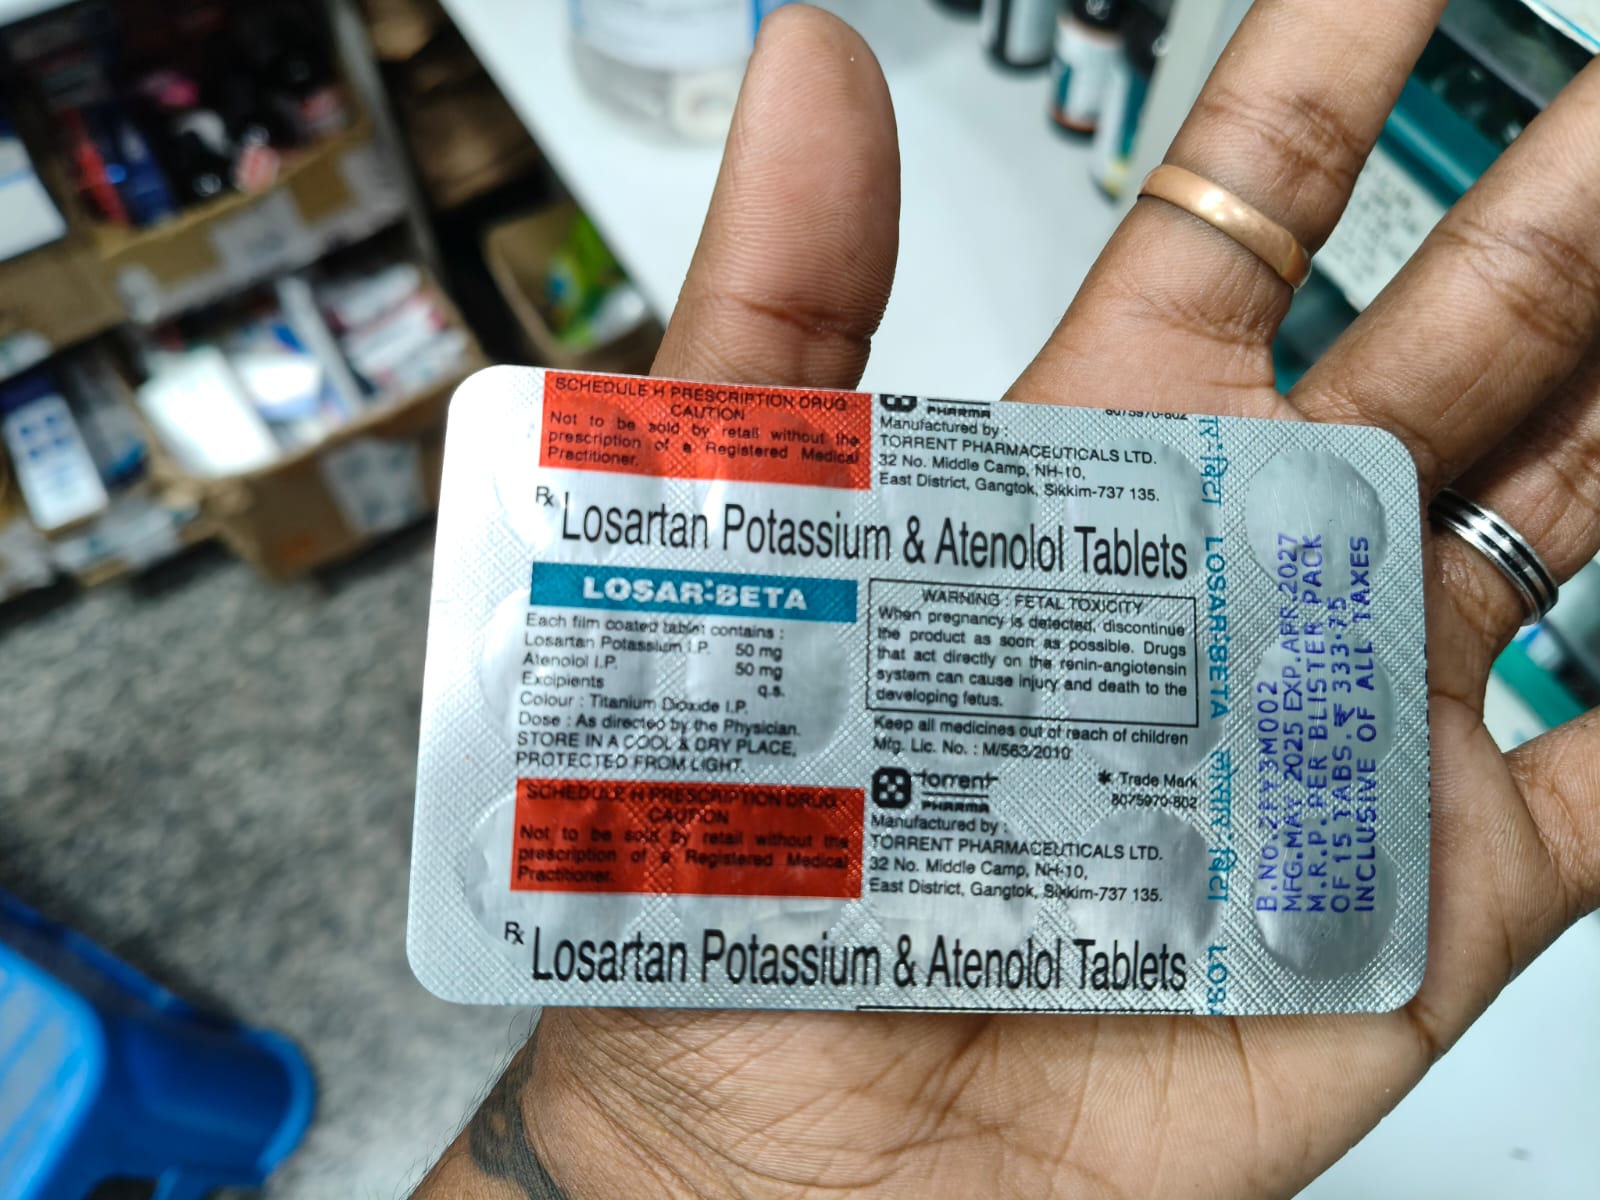 SCHEDULE H PRESCRIPTION DRUG
CAUTION
Not to be sold by retail without the
prescription of a Registered Medical
Practitioner.
PHARMA
8075970-802
Manufactured by :
TORRENT PHARMACEUTICALS LTD.
32 No. Middle Camp, NH-10,
East District, Gangtok, Sikkim-737 135.
Rx Losartan Potassium & Atenolol Tablets
LOSAR-BETA
Each film coated tablet contains :
Losartan Potassium I.P. 50 mg
Atenolol I.P. 50 mg
Excipients q.s.
Colour : Titanium Dioxide I.P.
Dose : As directed by the Physician.
STORE IN A COOL & DRY PLACE,
PROTECTED FROM LIGHT.
WARNING : FETAL TOXICITY
When pregnancy is detected, discontinue
the product as soon as possible. Drugs
that act directly on the renin-angiotensin
system can cause injury and death to the
developing fetus.
Keep all medicines out of reach of children
Mfg. Lic. No. : M/563/2010
SCHEDULE H PRESCRIPTION DRUG
CAUTION
Not to be sold by retail without the
prescription of a Registered Medical
Practitioner.
torrent
PHARMA
* Trade Mark
8075970-802
Manufactured by :
TORRENT PHARMACEUTICALS LTD.
32 No. Middle Camp, NH-10,
East District, Gangtok, Sikkim-737 135.
Rx Losartan Potassium & Atenolol Tablets
बिटा LOSAR-BETA लोसार-बिटा LOS
B.NO.2FY3M002
MFG.MAY.2025 EXP.APR.2027
M.R.P. PER BLISTER PACK
OF 15 TABS.₹ 333.75
INCLUSIVE OF ALL TAXES